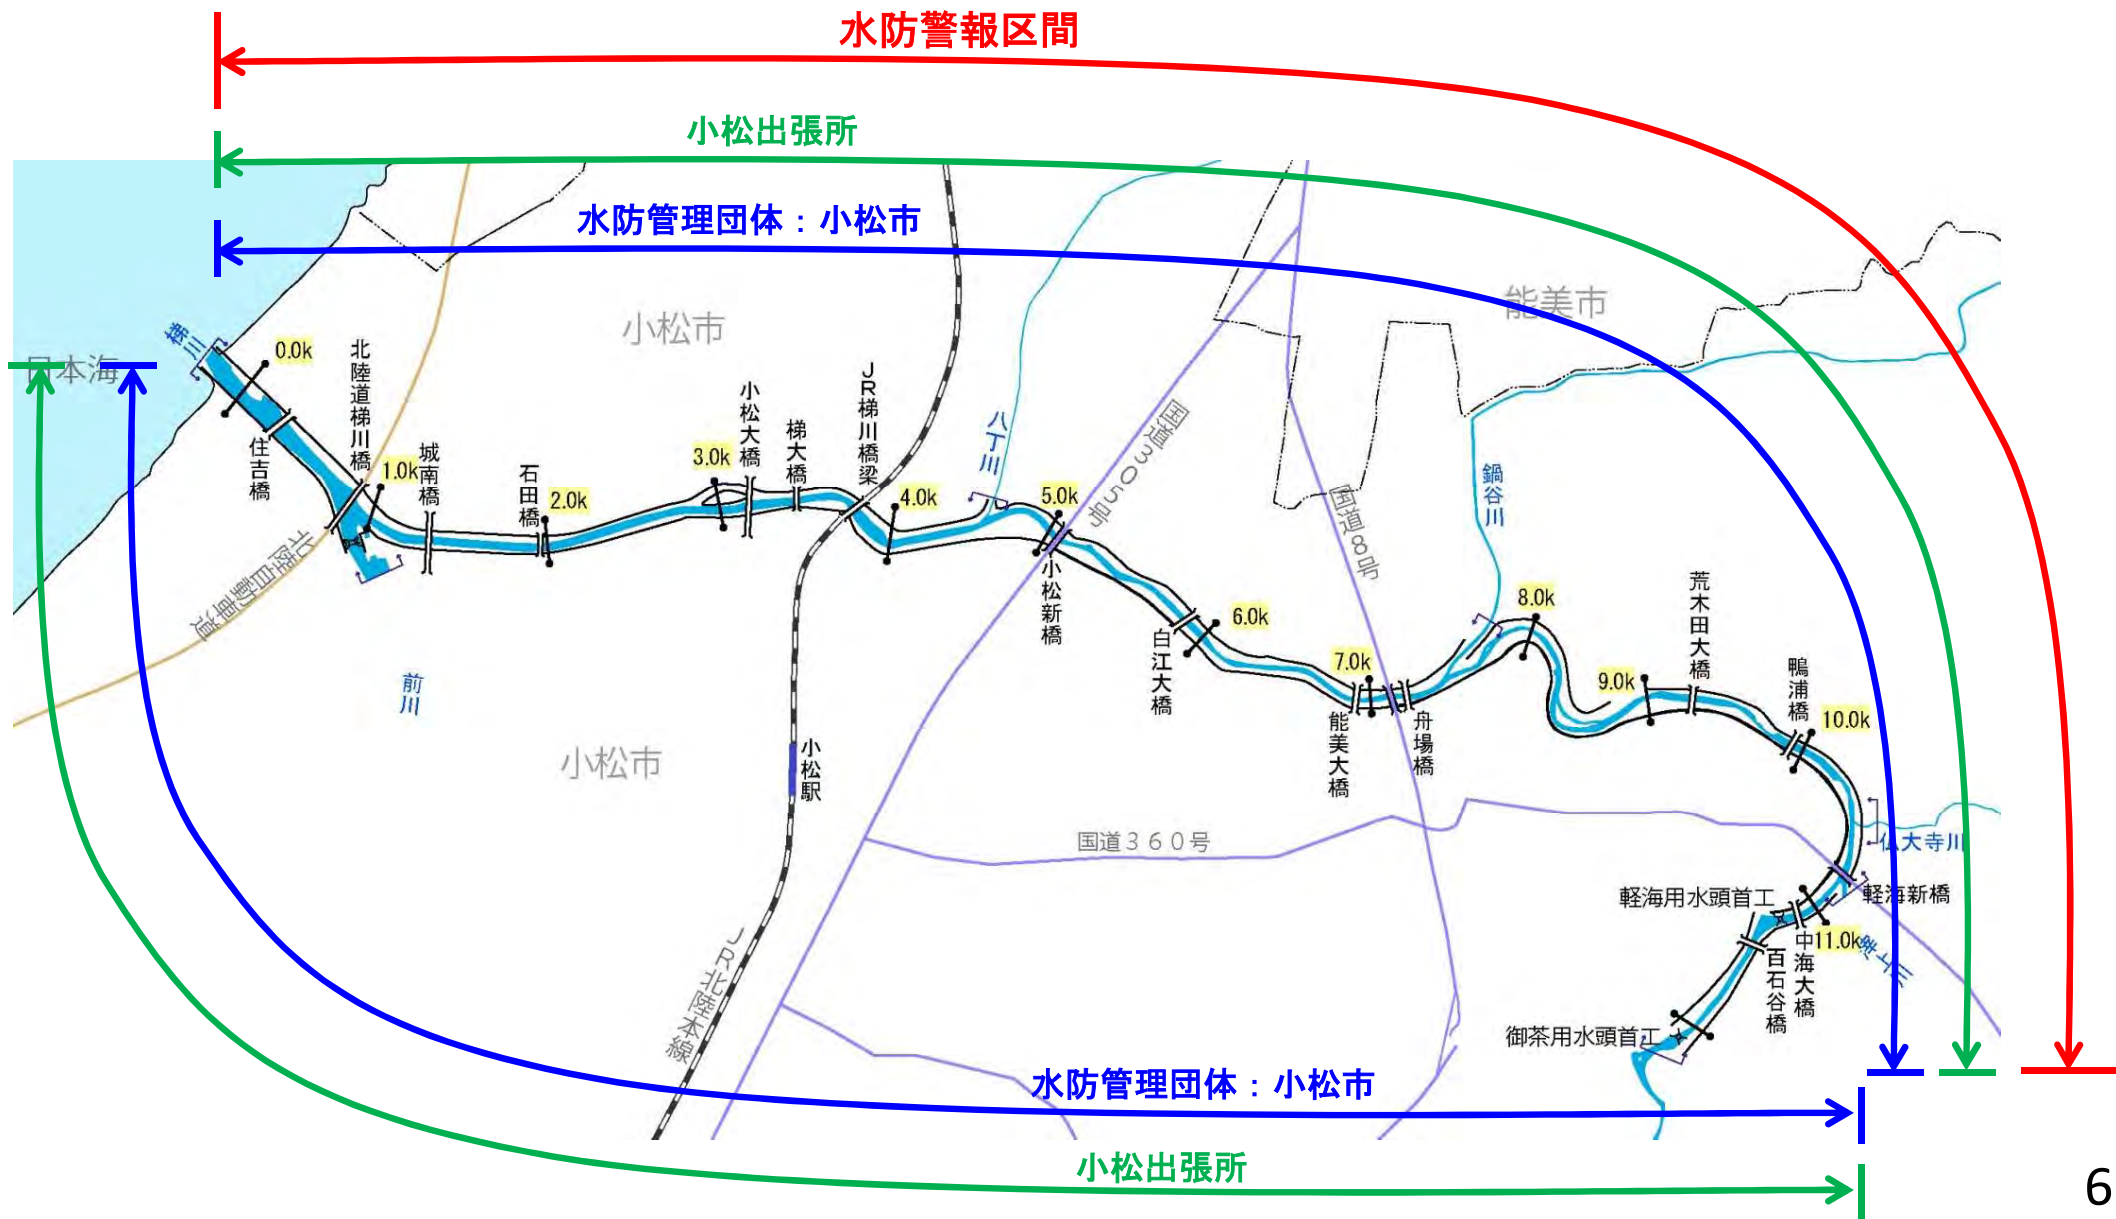 水防警報区間
小松出張所
水防管理団体：小松市
能美市
小松市
日本海
梯川
0.0k
住吉橋
北陸道梯川橋
1.0k
城南橋
石田橋
2.0k
3.0k
小松大橋
梯大橋
JR梯川橋梁
4.0k
八丁川
5.0k
小松新橋
国道305号
白江大橋
6.0k
国道8号
7.0k
能美大橋
舟場橋
鍋谷川
8.0k
9.0k
荒木田大橋
鴨浦橋
10.0k
仏大寺川
軽海新橋
軽海用水頭首工
11.0k
中海大橋
百石谷橋
御茶用水頭首工
北陸自動車道
前川
小松市
小松駅
国道360号
JR北陸本線
水防管理団体：小松市
小松出張所
6